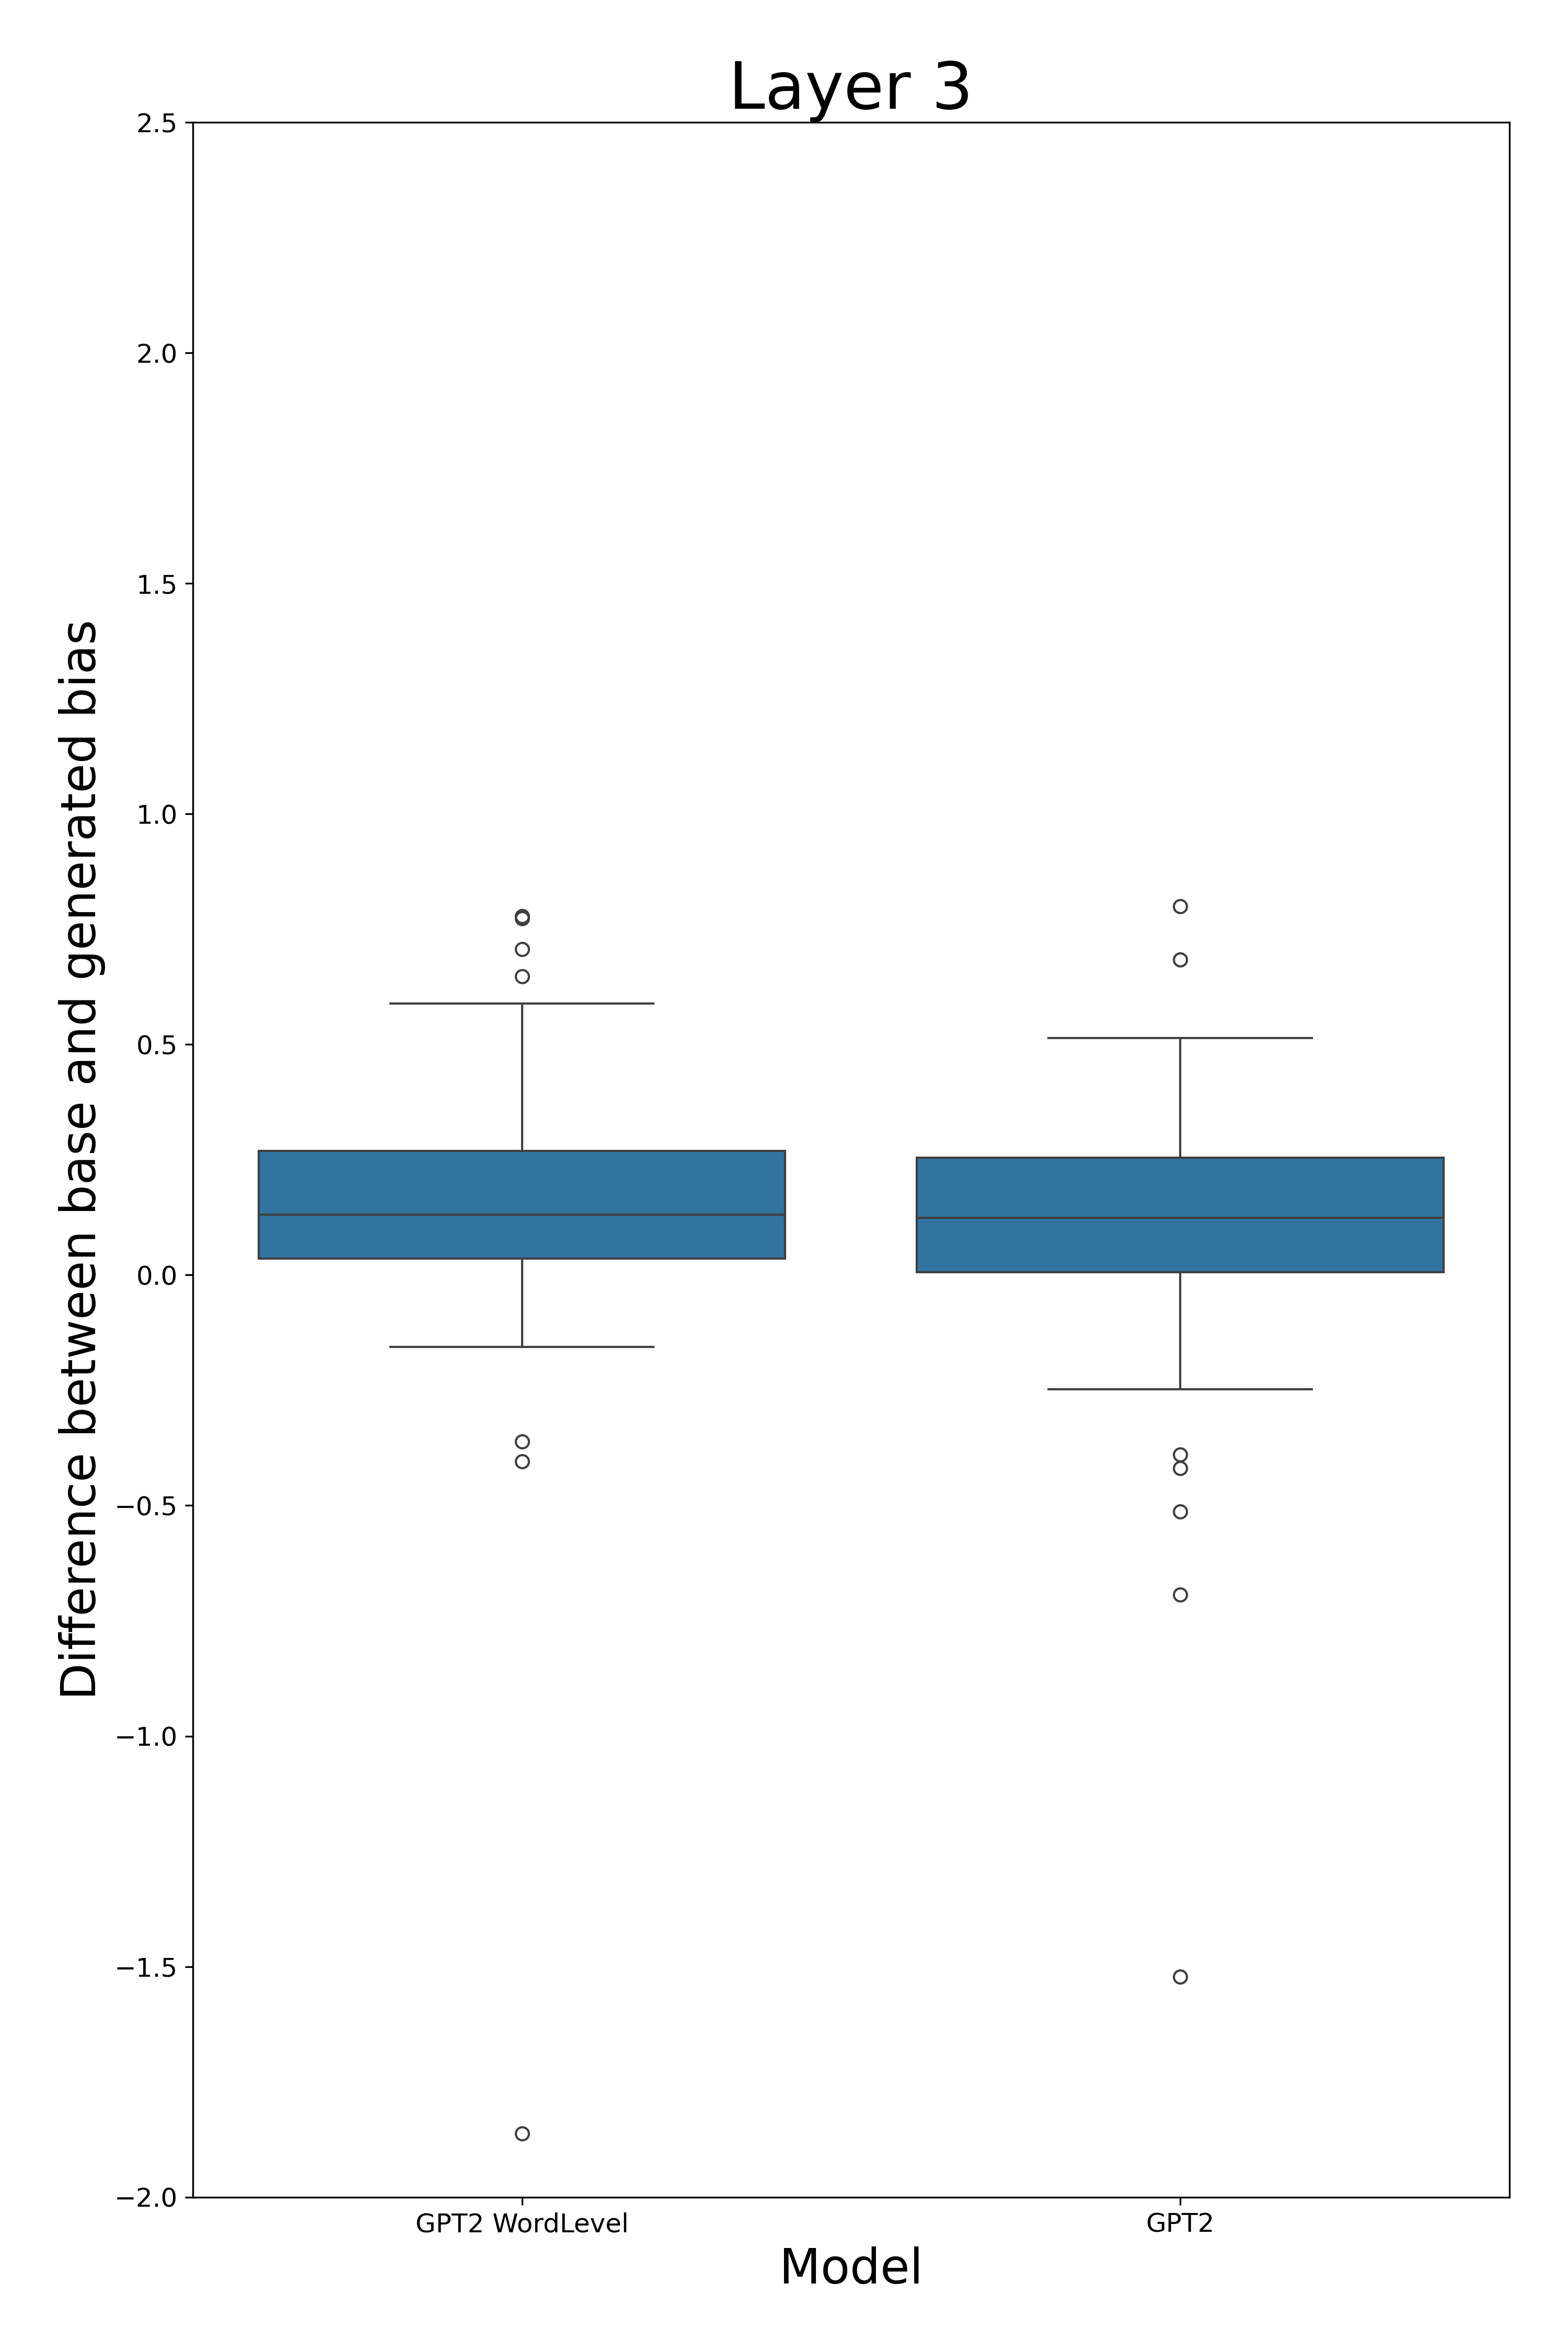 Layer 3
Difference between base and generated bias
2.5
2.0
1.5
1.0
0.5
0.0
−0.5
−1.0
−1.5
−2.0
GPT2 WordLevel
GPT2
Model